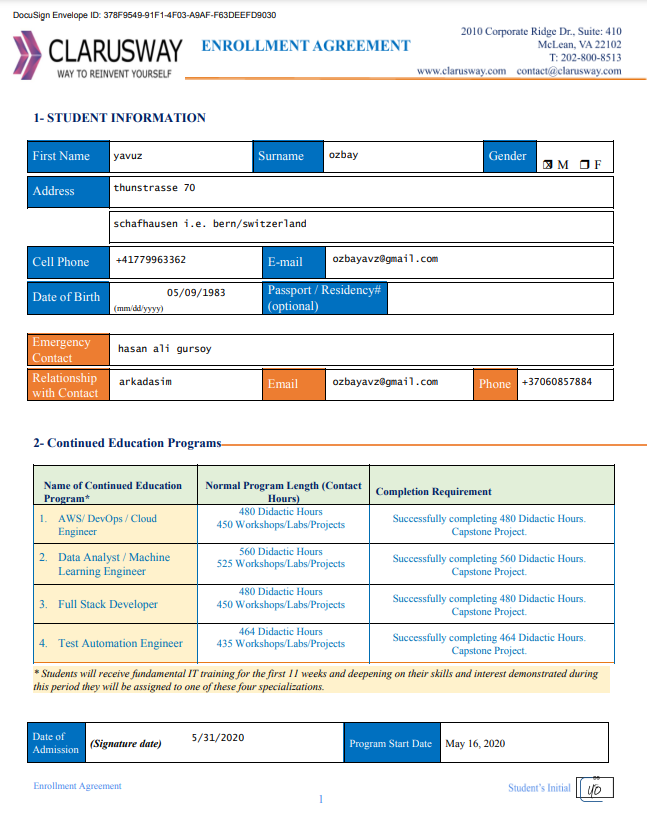 DocuSign Envelope ID: 378F9549-91F1-4F03-A9AF-F63DEEFD9030
CLARUSWAY
WAY TO REINVENT YOURSELF
ENROLLMENT AGREEMENT
2010 Corporate Ridge Dr., Suite: 410
McLean, VA 22102
T: 202-800-8513
www.clarusway.com contact@clarusway.com
1- STUDENT INFORMATION
First Name yavuz Surname ozbay Gender ☒ M ☐ F
Address thunstrasse 70
schafhausen i.e. bern/switzerland
Cell Phone +41779963362 E-mail ozbayavz@gmail.com
Date of Birth (mm/dd/yyyy) 05/09/1983 Passport / Residency# (optional)
Emergency Contact hasan ali gursoy
Relationship with Contact arkadasim Email ozbayavz@gmail.com Phone +37060857884
2- Continued Education Programs
Name of Continued Education Program* Normal Program Length (Contact Hours) Completion Requirement
1. AWS/ DevOps / Cloud Engineer
480 Didactic Hours
450 Workshops/Labs/Projects
Successfully completing 480 Didactic Hours.
Capstone Project.
2. Data Analyst / Machine Learning Engineer
560 Didactic Hours
525 Workshops/Labs/Projects
Successfully completing 560 Didactic Hours.
Capstone Project.
3. Full Stack Developer
480 Didactic Hours
450 Workshops/Labs/Projects
Successfully completing 480 Didactic Hours.
Capstone Project.
4. Test Automation Engineer
464 Didactic Hours
435 Workshops/Labs/Projects
Successfully completing 464 Didactic Hours.
Capstone Project.
* Students will receive fundamental IT training for the first 11 weeks and deepening on their skills and interest demonstrated during
this period they will be assigned to one of these four specializations.
Date of Admission (Signature date) 5/31/2020 Program Start Date May 16, 2020
Enrollment Agreement
Student's Initial yo
1